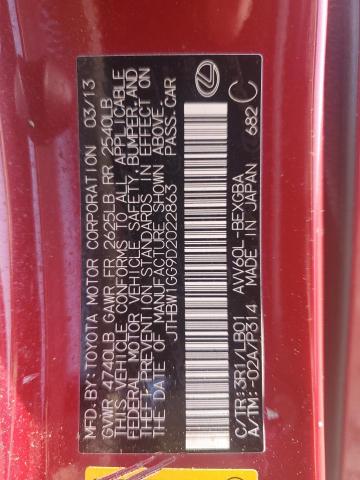 MFD. BY: TOYOTA MOTOR CORPORATION 03/13
GVWR 4740LB GAWR FR 2625LB RR 2540LB
THIS VEHICLE CONFORMS TO ALL APPLICABLE
FEDERAL MOTOR VEHICLE SAFETY, BUMPER, AND
THEFT PREVENTION STANDARDS IN EFFECT ON
THE DATE OF MANUFACTURE SHOWN ABOVE.
JTHBW1GG9D2022863 PASS. CAR
C/TR:3R1/LB01 AVV60L-BEXGBA
A/TM:-02A/P314 MADE IN JAPAN 682 C